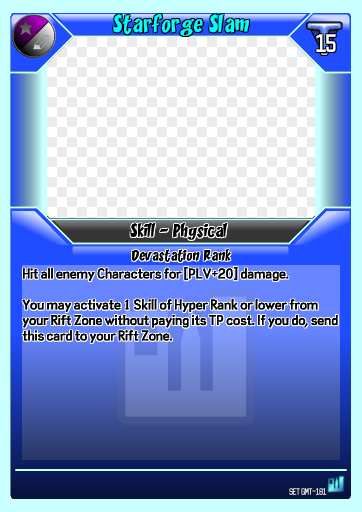 Starforge Slam
15
Skill - Physical
Devastation Rank
Hit all enemy Characters for [PLV+20] damage.
You may activate 1 Skill of Hyper Rank or lower from
your Rift Zone without paying its TP cost. If you do, send
this card to your Rift Zone.
SET GMT-181